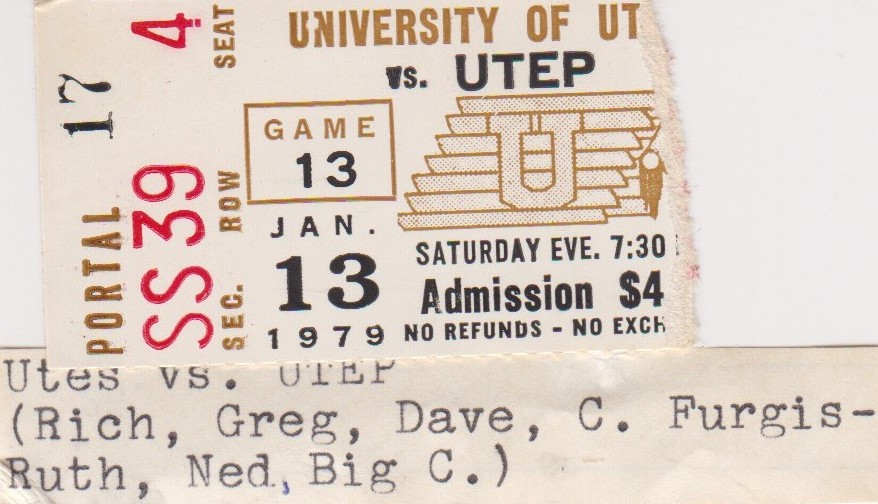 PORTAL 17
SEC. ROW SEAT
SS 39 4
UNIVERSITY OF UT
vs. UTEP
GAME
13
U
JAN.
13
1979
SATURDAY EVE. 7:30
Admission $4
NO REFUNDS - NO EXCH
Utes vs. UTEP
(Rich, Greg, Dave, C. Furgis-
Ruth, Ned, Big C.)